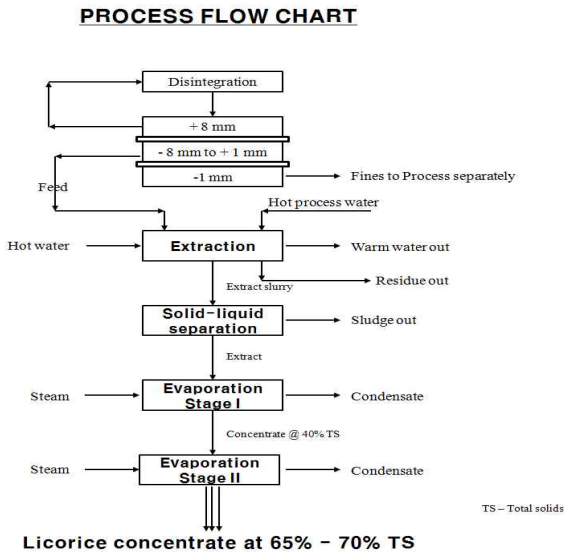 PROCESS FLOW CHART
Disintegration
+ 8 mm
- 8 mm to + 1 mm
-1 mm
Fines to Process separately
Feed
Hot process water
Hot water
Extraction
Warm water out
Residue out
Extract slurry
Solid-liquid
separation
Sludge out
Extract
Steam
Evaporation
Stage I
Condensate
Concentrate @ 40% TS
Steam
Evaporation
Stage II
Condensate
TS – Total solids
Licorice concentrate at 65% - 70% TS